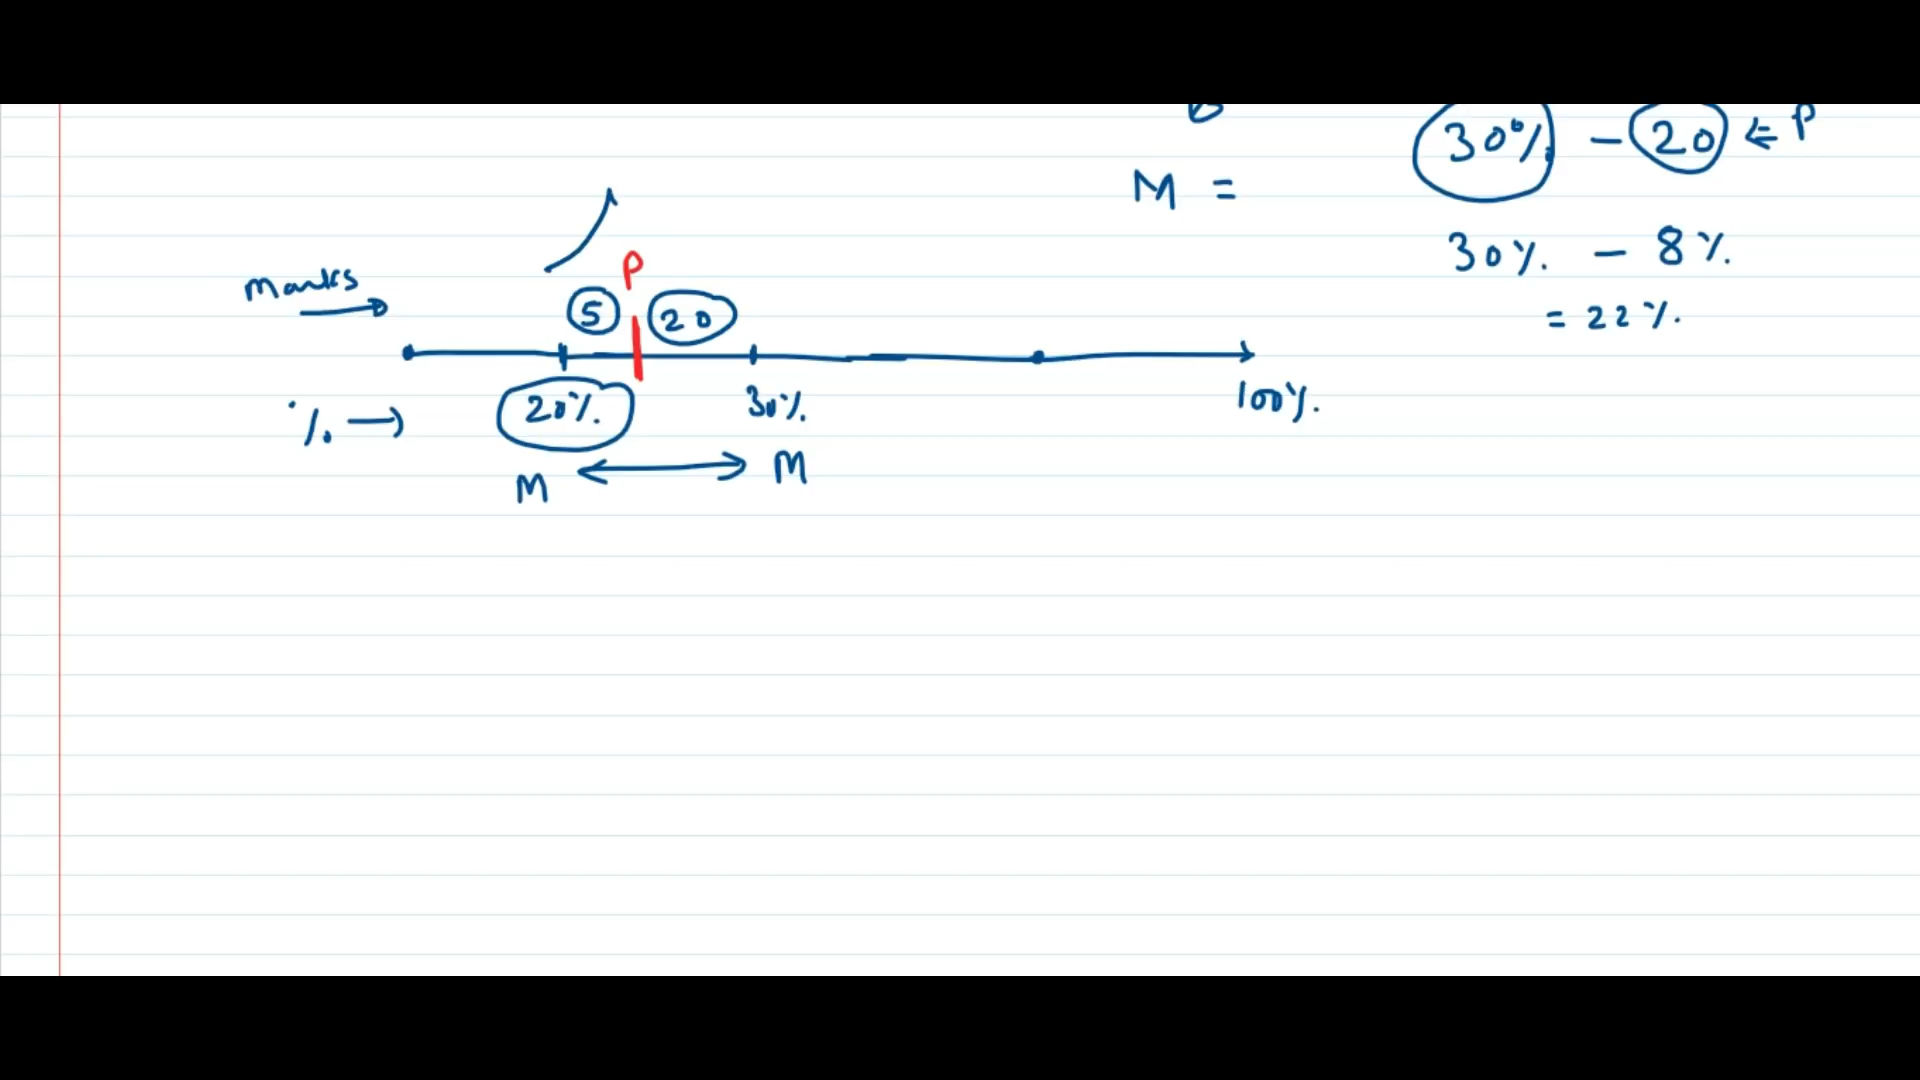 30% - 20 ⇐ P
M =
30% - 8%
= 22%
marks
P
5 20
20% 30% 100%
% →
M ↔ M